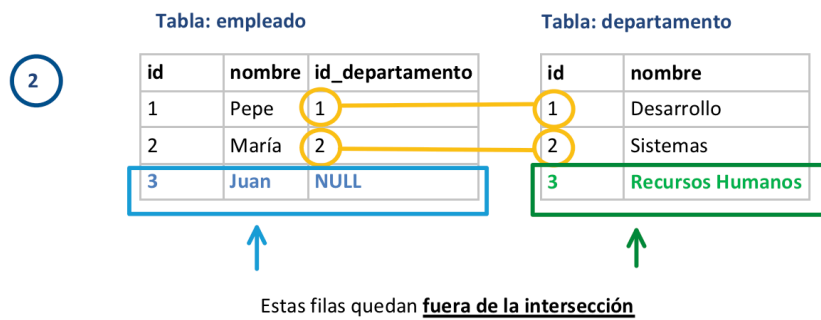 Tabla: empleado Tabla: departamento
2
id nombre id_departamento id nombre
1 Pepe 1 1 Desarrollo
2 María 2 2 Sistemas
3 Juan NULL 3 Recursos Humanos
Estas filas quedan fuera de la intersección